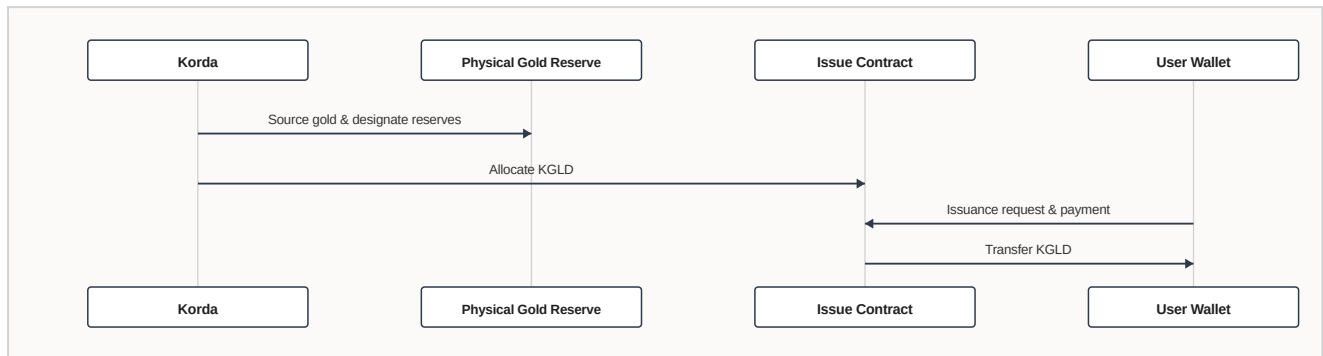 Korda
Physical Gold Reserve
Issue Contract
User Wallet
Source gold & designate reserves
Allocate KGLD
Issuance request & payment
Transfer KGLD
Korda
Physical Gold Reserve
Issue Contract
User Wallet